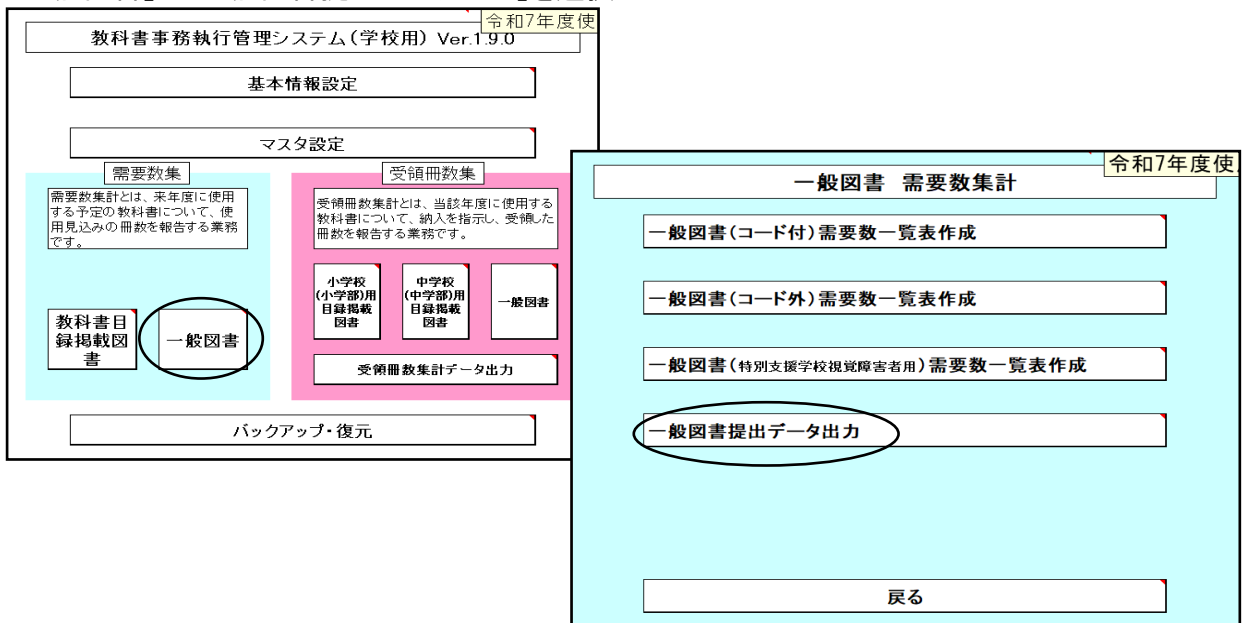 令和7年度使
教科書事務執行管理システム(学校用) Ver.1.9.0
基本情報設定
マスタ設定
需要数集
需要数集計とは、来年度に使用
する予定の教科書について、使
用見込みの冊数を報告する業務
です。
教科書目
録掲載図
書
一般図書
受領冊数集
受領冊数集計とは、当該年度に使用する
教科書について、納入を指示し、受領した
冊数を報告する業務です。
小学校
(小学部)用
目録掲載
図書
中学校
(中学部)用
目録掲載
図書
一般図書
受領冊数集計データ出力
バックアップ・復元
令和7年度使
一般図書 需要数集計
一般図書(コード付)需要数一覧表作成
一般図書(コード外)需要数一覧表作成
一般図書(特別支援学校視覚障害者用)需要数一覧表作成
一般図書提出データ出力
戻る